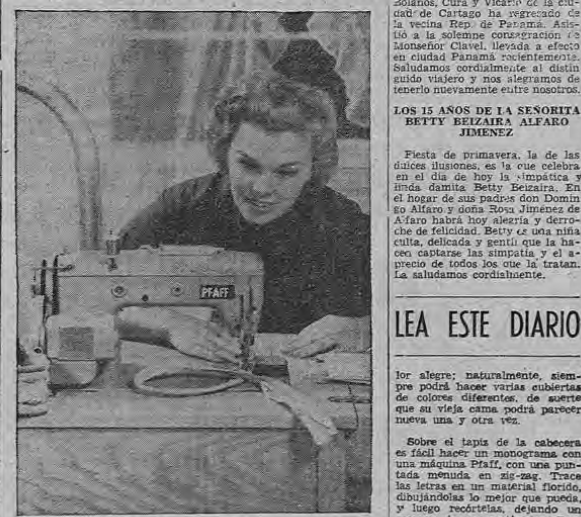 PFAFF
Bolaños, Cura y Vicario de la ciu-
dad de Cartago ha regresado de
la vecina Rep. de Panamá. Asis-
tió a la solemne consagración de
Monseñor Clavel, llevada a efecto
en ciudad Panamá recientemente.
Saludamos cordialmente al distin
guido viajero y nos alegramos de
tenerlo nuevamente entre nosotros.
LOS 15 AÑOS DE LA SEÑORITA
BETTY BEIZAIRA ALFARO
JIMENEZ
Fiesta de primavera, la de las
dulces ilusiones, es la que celebra
en el día de hoy la simpática y
linda damita Betty Beizaira. En
el hogar de sus padres don Domin
go Alfaro y doña Rosa Jiménez de
Alfaro habrá hoy alegría y derro-
che de felicidad. Betty es una niña
culta, delicada y gentil que la ha-
cen captarse las simpatía y el a-
precio de todos los que la tratan.
La saludamos cordialmente.
LEA ESTE DIARIO
lor alegre; naturalmente, siem-
pre podrá hacer varias cubiertas
de colores diferentes, de suerte
que su vieja cama podrá parecer
nueva una y otra vez.
Sobre el tapiz de la cabecera
es fácil hacer un monograma con
una máquina Pfaff, con una pun-
tada menuda en zig-zag. Trace
las letras en un material florido,
dibujándolas lo mejor que pueda,
y luego recórtelas, dejando un